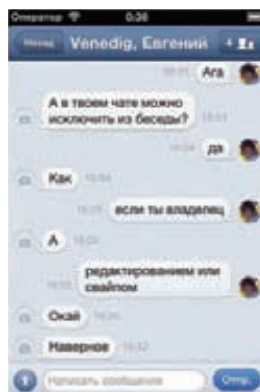 Оператор 0:36
Назад Venedig, Евгений +
Ага
А в твоем чате можно
исключить из беседы?
да
Как
если ты владелец
А
редактированием или
свайпом
Окай
Наверное
Написать сообщение Отпр.